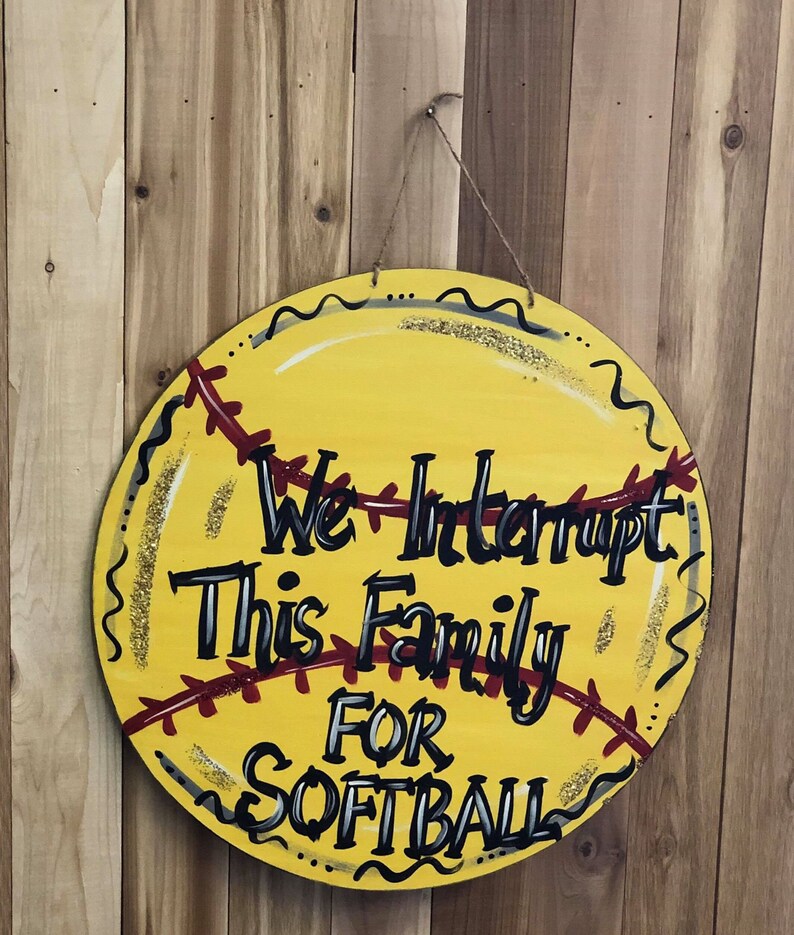 We Interrupt
This Family
FOR
SOFTBALL